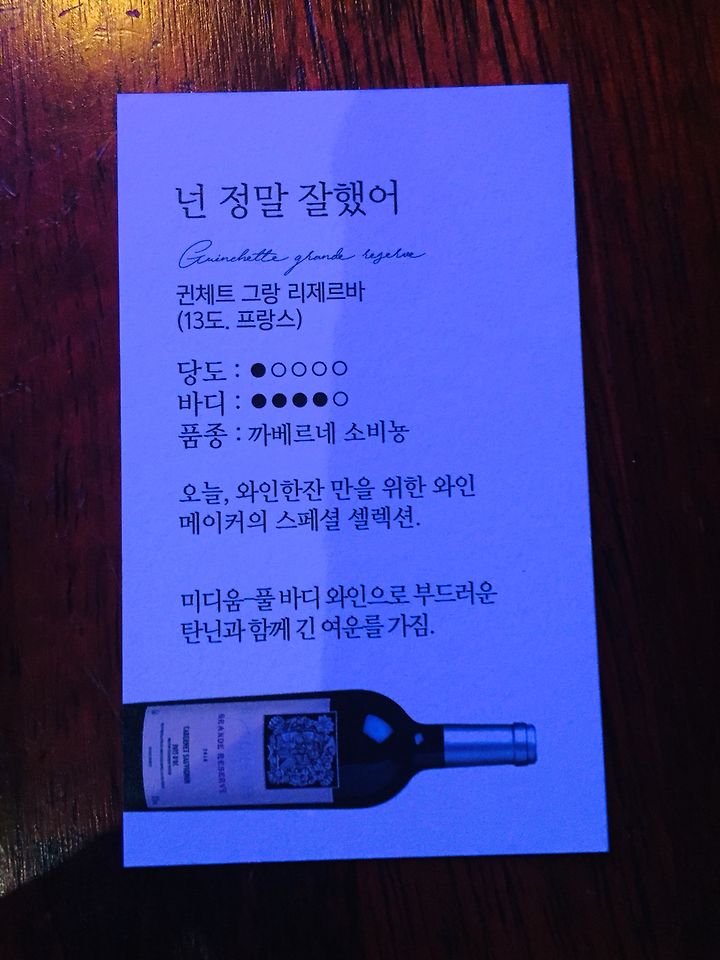 넌 정말 잘했어
Guinchette grande reserve
귄체트 그랑 리제르바
(13도. 프랑스)
당도 : ●○○○○
바디 : ●●●●○
품종 : 까베르네 소비뇽
오늘, 와인한잔 만을 위한 와인
메이커의 스페셜 셀렉션.
미디움-풀 바디 와인으로 부드러운
탄닌과 함께 긴 여운을 가짐.
GRANDE RESERVE
CABERNET SAUVIGNON
PAYS D'OC